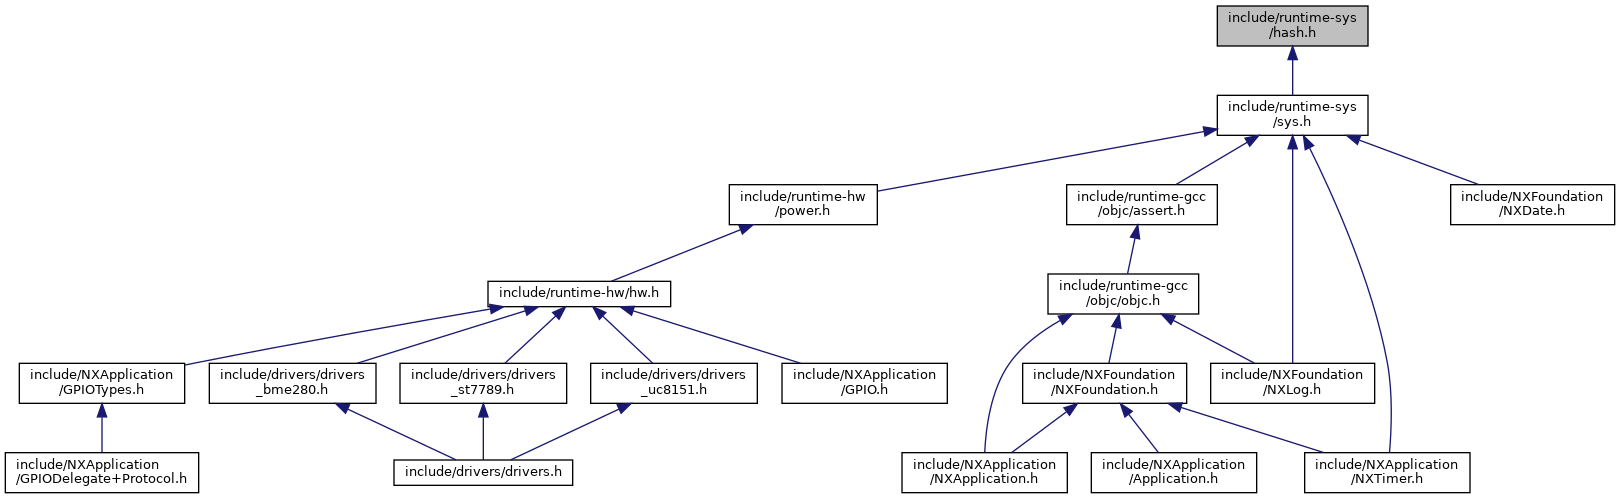 include/runtime-sys
/hash.h
include/runtime-sys
/sys.h
include/runtime-hw
/power.h
include/runtime-gcc
/objc/assert.h
include/NXFoundation
/NXDate.h
include/runtime-hw/hw.h
include/runtime-gcc
/objc/objc.h
include/NXApplication
/GPIOTypes.h
include/drivers/drivers
_bme280.h
include/drivers/drivers
_st7789.h
include/drivers/drivers
_uc8151.h
include/NXApplication
/GPIO.h
include/NXFoundation
/NXFoundation.h
include/NXFoundation
/NXLog.h
include/NXApplication
/GPIODelegate+Protocol.h
include/drivers/drivers.h
include/NXApplication
/NXApplication.h
include/NXApplication
/Application.h
include/NXApplication
/NXTimer.h